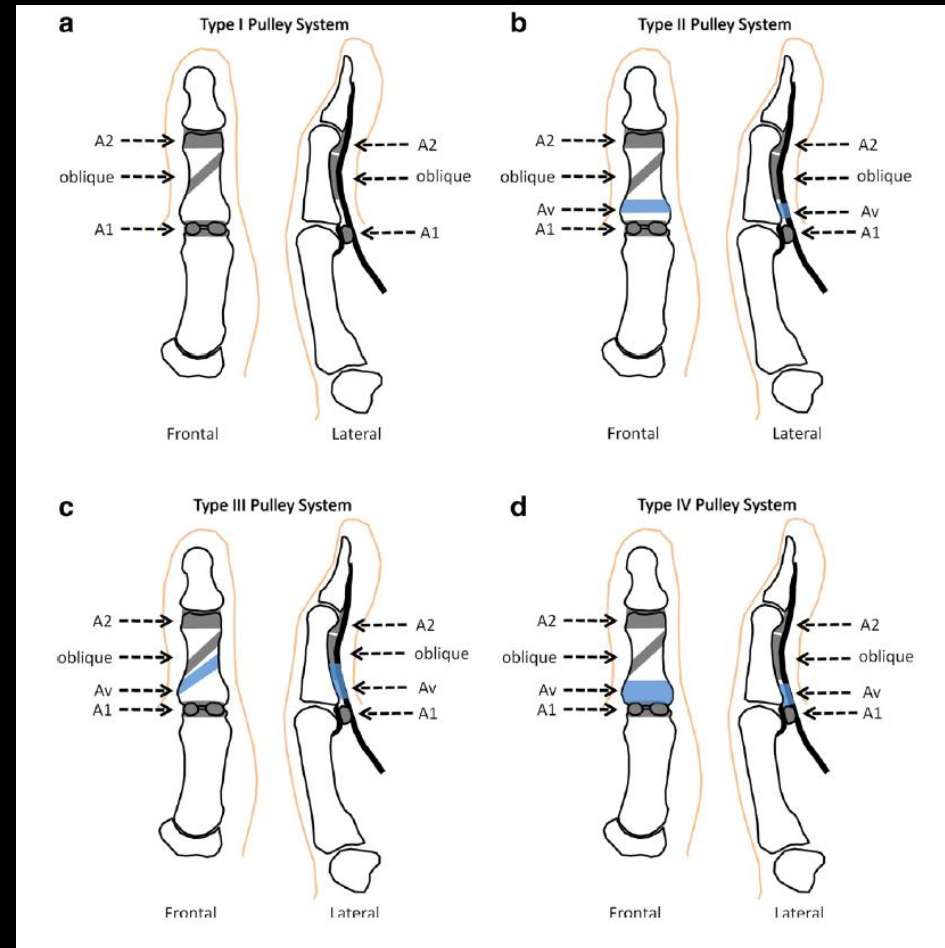 a
Type I Pulley System
A2
A2
oblique
oblique
A1
A1
Frontal
Lateral
b
Type II Pulley System
A2
A2
oblique
oblique
Av
Av
A1
A1
Frontal
Lateral
c
Type III Pulley System
A2
A2
oblique
oblique
Av
Av
A1
A1
Frontal
Lateral
d
Type IV Pulley System
A2
A2
oblique
oblique
Av
Av
A1
A1
Frontal
Lateral